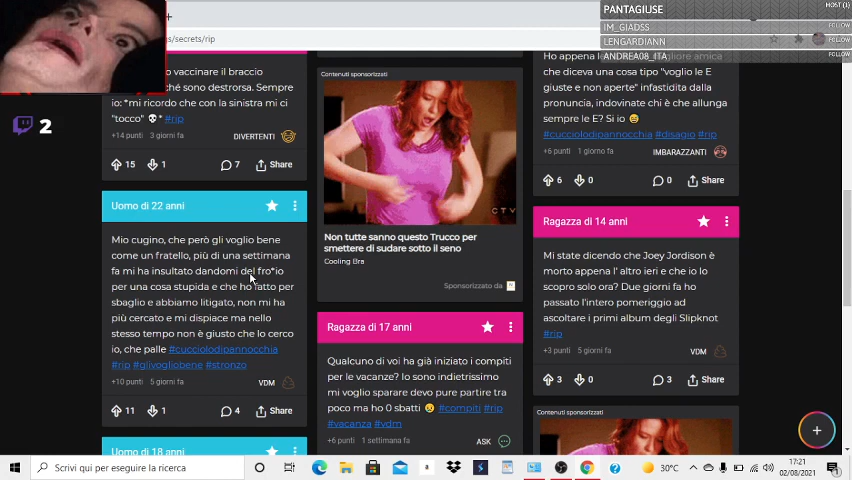 PANTAGIUSE
HOST (1)
IM_GIADSS
FOLLOW
LENGARDIANN
FOLLOW
ANDREA08_ITA
FOLLOW
s/secrets/rip
2
vaccinare il braccio
ché sono destrorsa. Sempre
io: *mi ricordo che con la sinistra mi ci
"tocco" 💀* #rip
+14 punti
3 giorni fa
DIVERTENTI
15
1
7
Share
Uomo di 22 anni
Mio cugino, che però gli voglio bene
come un fratello, più di una settimana
fa mi ha insultato dandomi del fro*io
per una cosa stupida e che ho fatto per
sbaglio e abbiamo litigato, non mi ha
più cercato e mi dispiace ma nello
stesso tempo non è giusto che lo cerco
io, che palle #cucciolodipannocchia
#rip #glivogliobene #stronzo
+10 punti
5 giorni fa
VDM
11
1
4
Share
Uomo di 18 anni
Contenuti sponsorizzati
CTV
Non tutte sanno questo Trucco per
smettere di sudare sotto il seno
Cooling Bra
Sponsorizzato da
Ragazza di 17 anni
Qualcuno di voi ha già iniziato i compiti
per le vacanze? Io sono indietrissimo
mi voglio sparare devo pure partire tra
poco ma ho 0 sbatti 😣 #compiti #rip
#vacanza #vdm
+6 punti
1 settimana fa
ASK
Ho appena le
gliore amica
che diceva una cosa tipo "voglio le E
giuste e non aperte" infastidita dalla
pronuncia, indovinate chi è che allunga
sempre le E? Si io 😅
#cucciolodipannocchia #disagio #rip
+6 punti
1 giorno fa
IMBARAZZANTI
6
0
0
Share
Ragazza di 14 anni
Mi state dicendo che Joey Jordison è
morto appena l' altro ieri e che io lo
scopro solo ora? Due giorni fa ho
passato l'intero pomeriggio ad
ascoltare i primi album degli Slipknot
#rip
+3 punti
5 giorni fa
VDM
3
0
3
Share
Contenuti sponsorizzati
+
Scrivi qui per eseguire la ricerca
a
30°C
17:21
02/08/2021